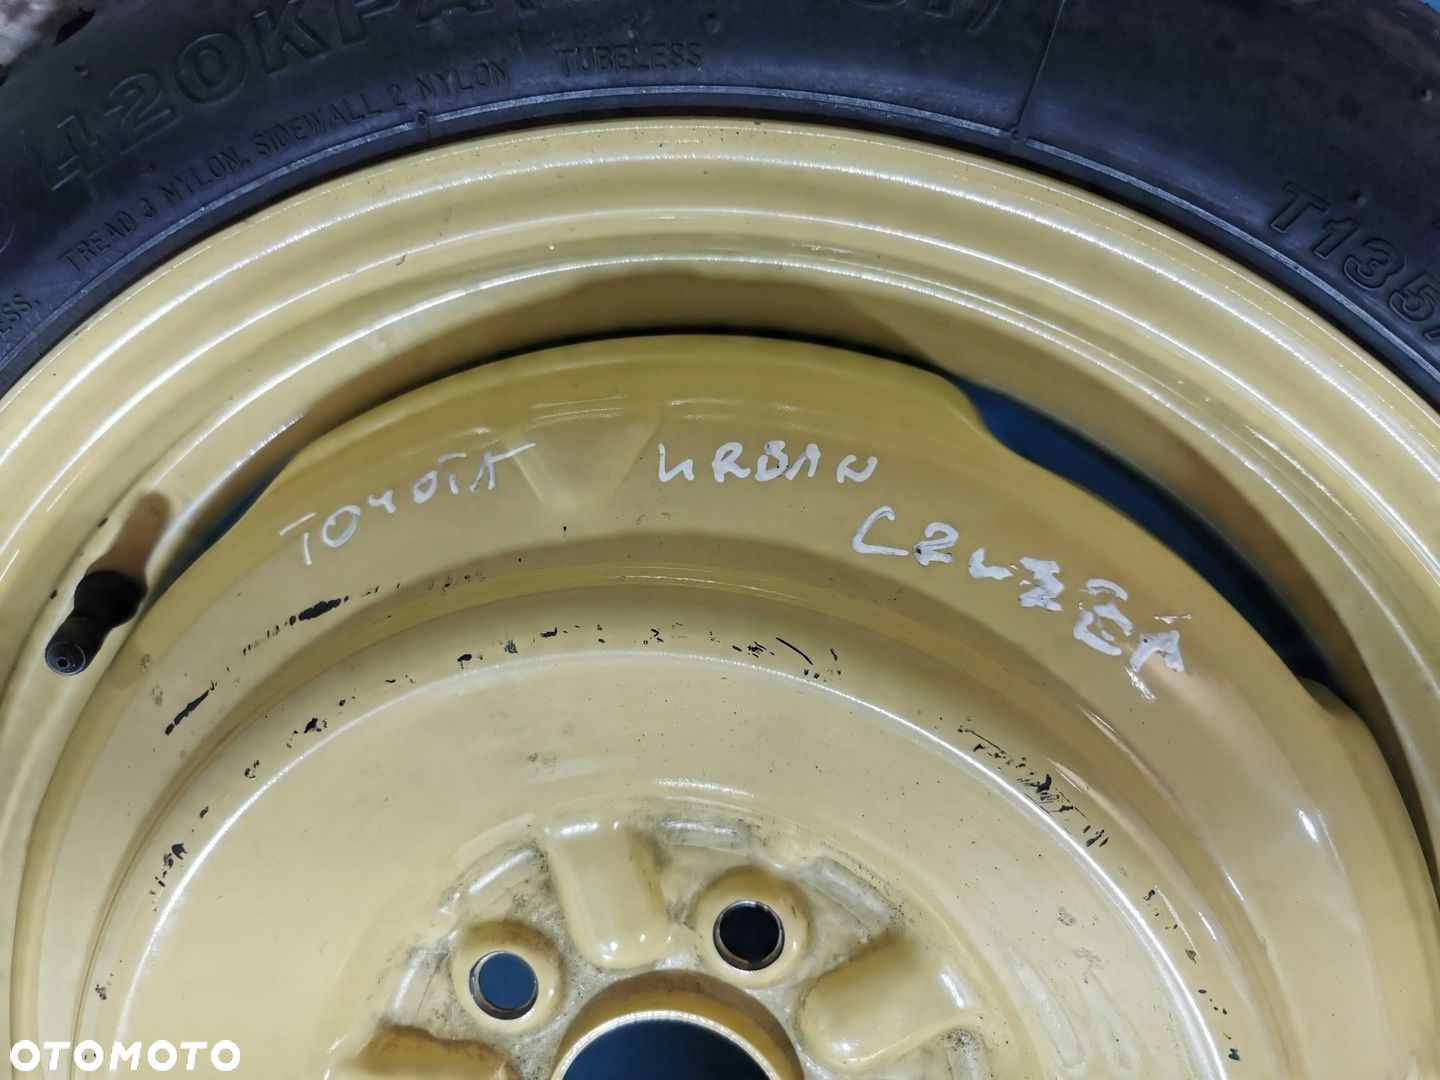 420KPA
TREAD 3 NYLON, SIDEWALL 2 NYLON TUBELESS
T135
TOYOTA URBAN
CRUZER
OTOMOTO